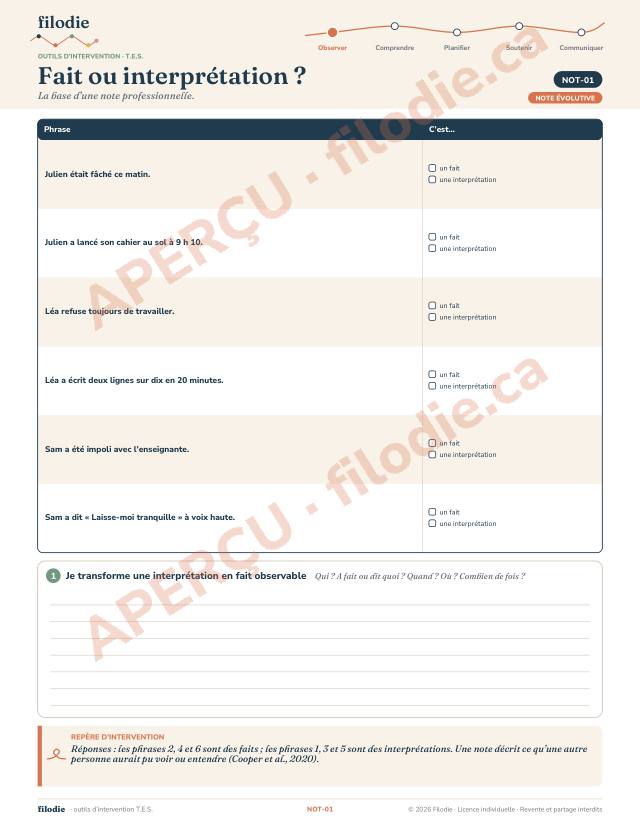 filodie
Observer Comprendre Planifier Soutenir Communiquer
OUTILS D'INTERVENTION · T.E.S.
Fait ou interprétation ?
NOT-01
La base d'une note professionnelle.
NOTE ÉVOLUTIVE
Phrase C'est...
Julien était fâché ce matin.
un fait
une interprétation
Julien a lancé son cahier au sol à 9 h 10.
un fait
une interprétation
Léa refuse toujours de travailler.
un fait
une interprétation
Léa a écrit deux lignes sur dix en 20 minutes.
un fait
une interprétation
Sam a été impoli avec l'enseignante.
un fait
une interprétation
Sam a dit « Laisse-moi tranquille » à voix haute.
un fait
une interprétation
APERÇU · filodie.ca
APERÇU · filodie.ca
1 Je transforme une interprétation en fait observable Qui ? A fait ou dit quoi ? Quand ? Où ? Combien de fois ?
REPÈRE D'INTERVENTION
Réponses : les phrases 2, 4 et 6 sont des faits ; les phrases 1, 3 et 5 sont des interprétations. Une note décrit ce qu'une autre
personne aurait pu voir ou entendre (Cooper et al., 2020).
filodie · outils d'intervention T.E.S. NOT-01 © 2026 Filodie · Licence individuelle · Revente et partage interdits